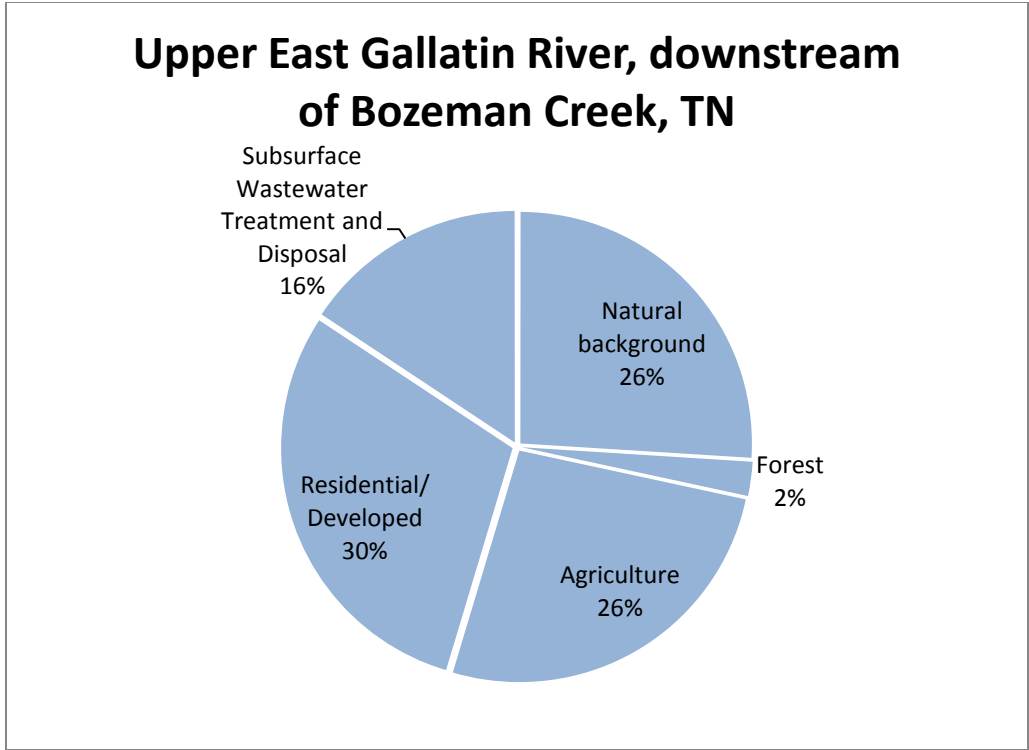 Upper East Gallatin River, downstream
of Bozeman Creek, TN
Subsurface
Wastewater
Treatment and
Disposal
16%
Natural
background
26%
Forest
2%
Residential/
Developed
30%
Agriculture
26%